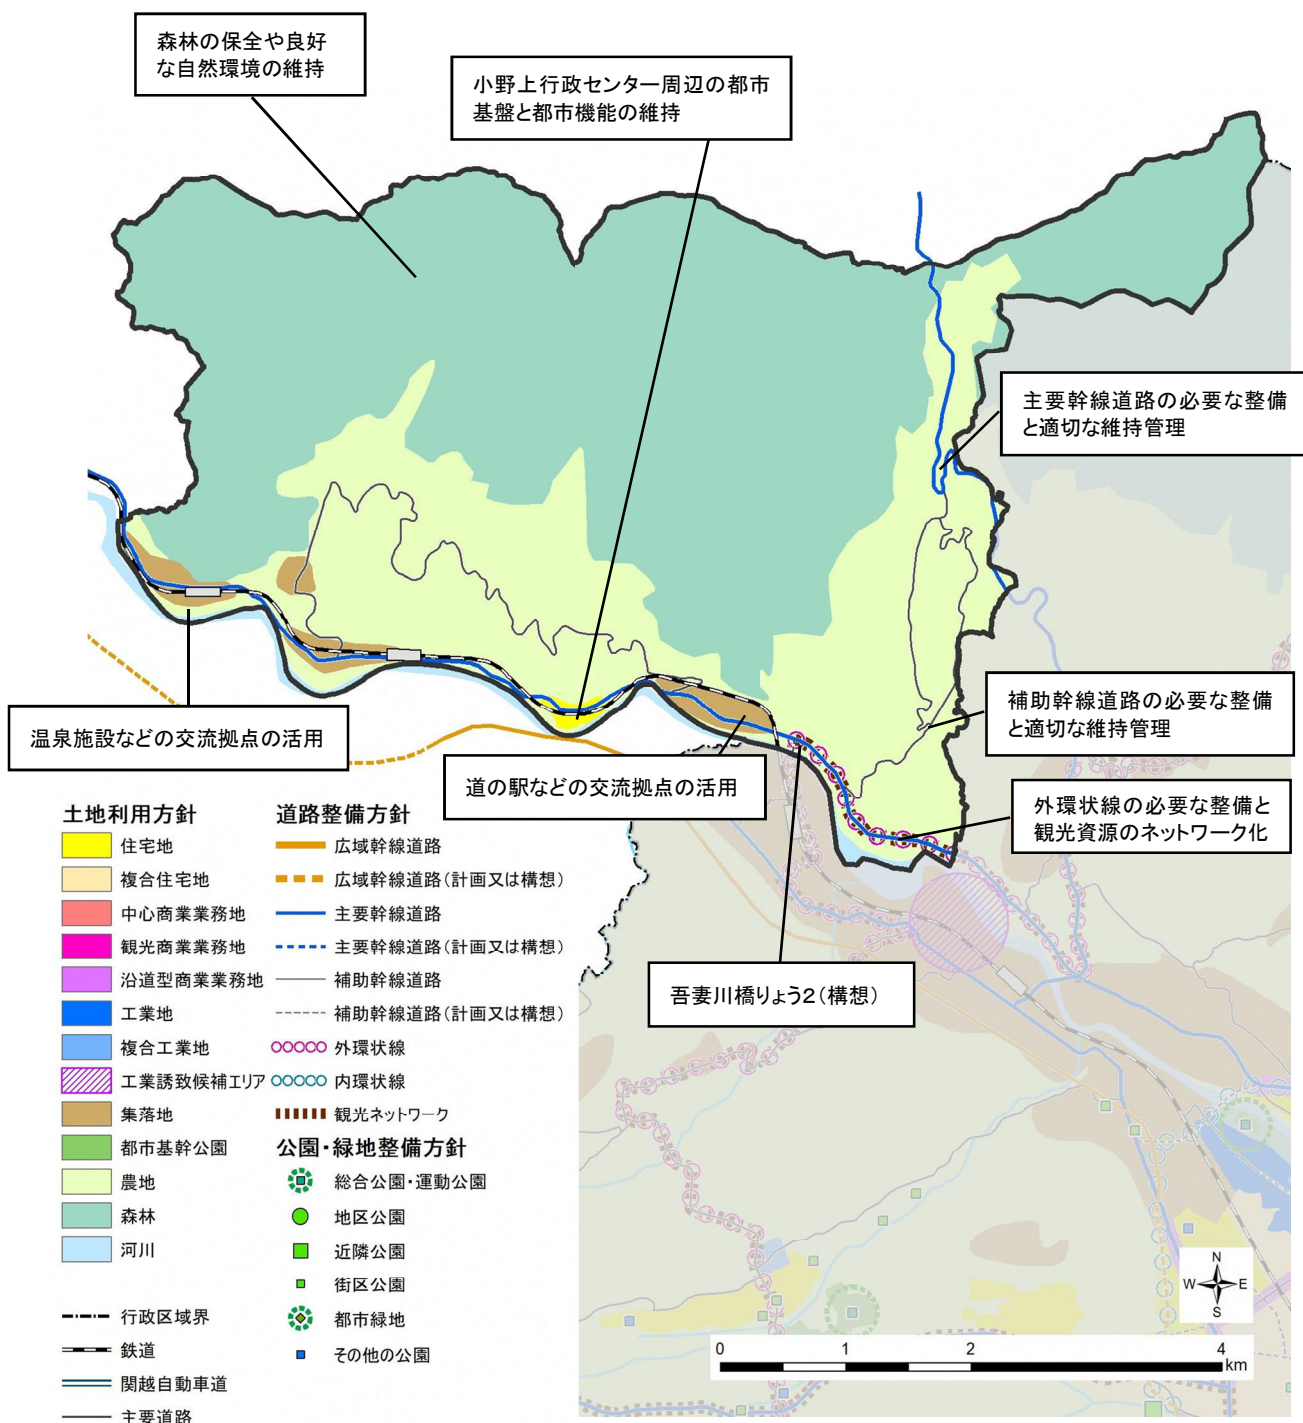 森林の保全や良好
な自然環境の維持
小野上行政センター周辺の都市
基盤と都市機能の維持
主要幹線道路の必要な整備
と適切な維持管理
補助幹線道路の必要な整備
と適切な維持管理
温泉施設などの交流拠点の活用
道の駅などの交流拠点の活用
外環状線の必要な整備と
観光資源のネットワーク化
吾妻川橋りょう2(構想)
土地利用方針
住宅地
複合住宅地
中心商業業務地
観光商業業務地
沿道型商業業務地
工業地
複合工業地
工業誘致候補エリア
集落地
都市基幹公園
農地
森林
河川
行政区域界
鉄道
関越自動車道
主要道路
道路整備方針
広域幹線道路
広域幹線道路(計画又は構想)
主要幹線道路
主要幹線道路(計画又は構想)
補助幹線道路
補助幹線道路(計画又は構想)
外環状線
内環状線
観光ネットワーク
公園・緑地整備方針
総合公園・運動公園
地区公園
近隣公園
街区公園
都市緑地
その他の公園
N
W E
S
0 1 2 4
km